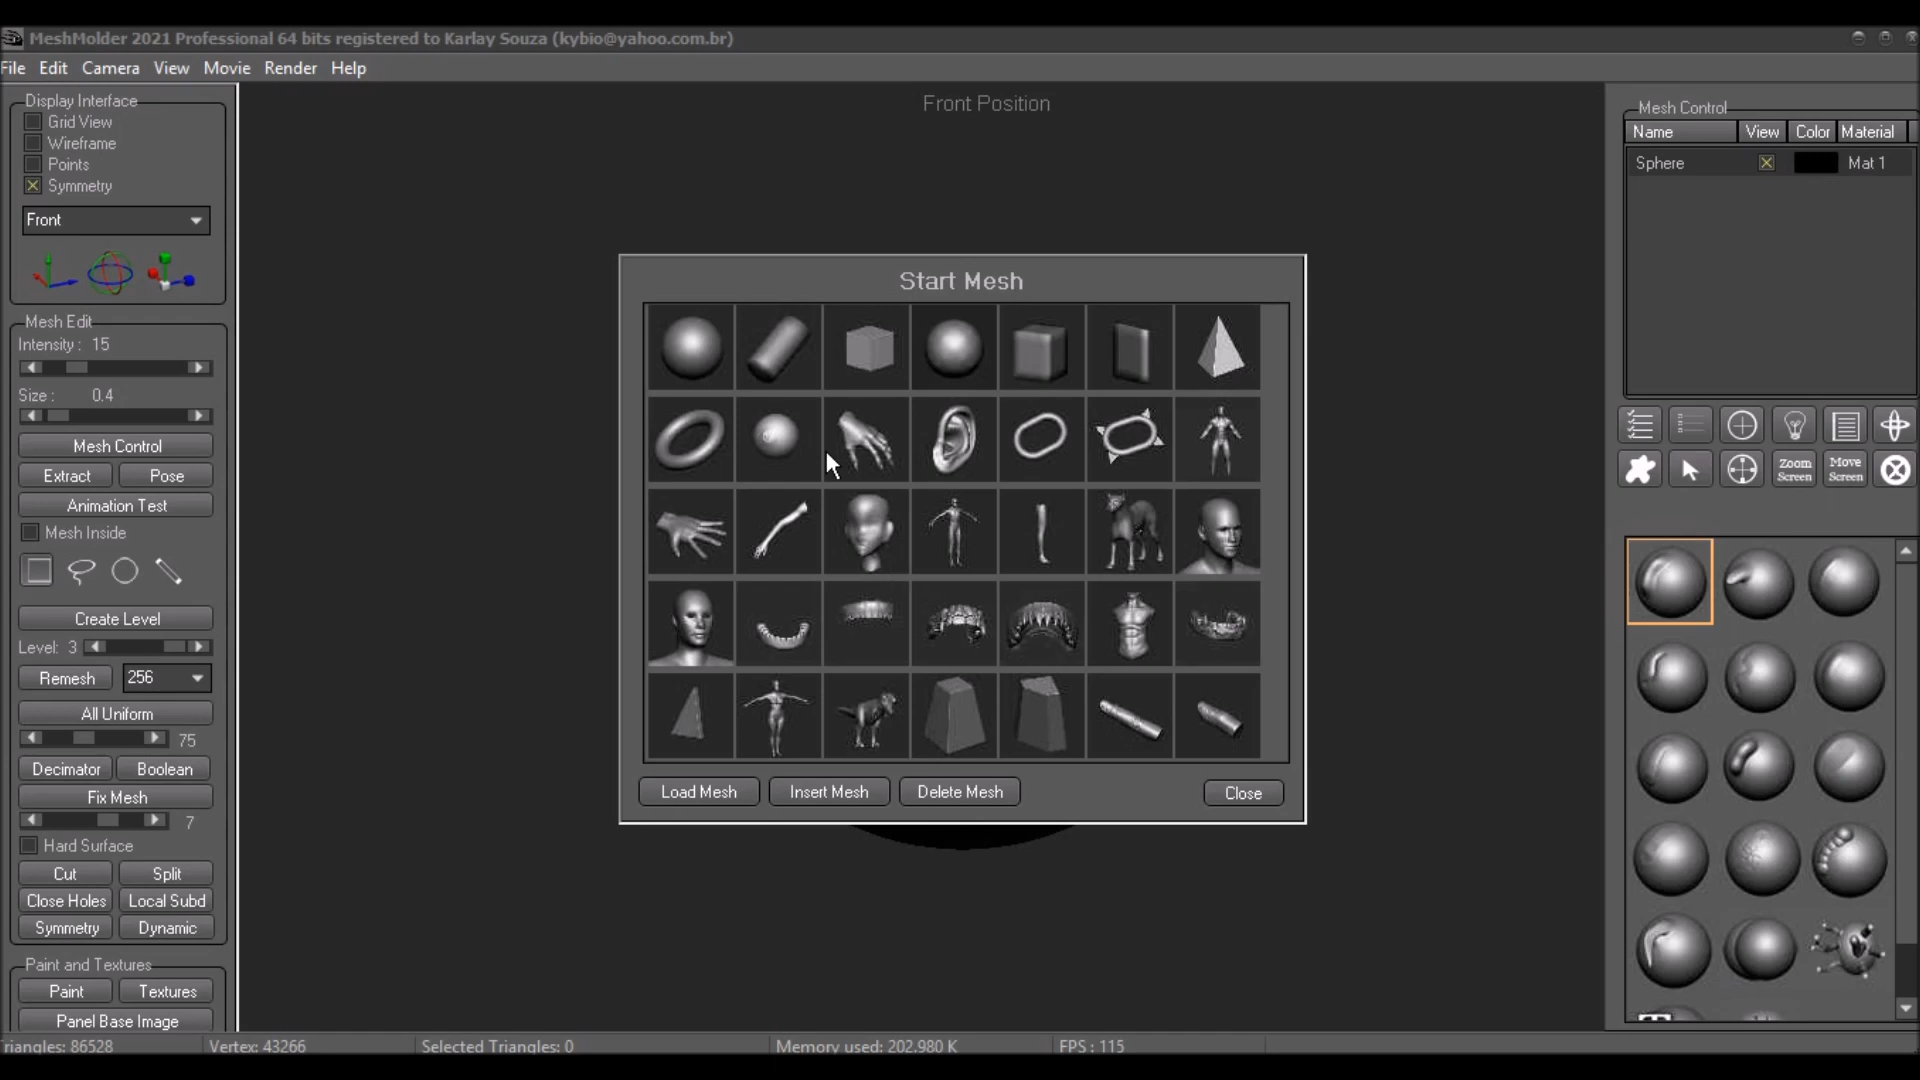 MeshMolder 2021 Professional 64 bits registered to Karlay Souza (kybio@yahoo.com.br)
File Edit Camera View Movie Render Help
Display Interface
Grid View
Wireframe
Points
Symmetry
Front
Mesh Edit
Intensity : 15
Size : 0.4
Mesh Control
Extract Pose
Animation Test
Mesh Inside
Create Level
Level: 3
Remesh 256
All Uniform
75
Decimator Boolean
Fix Mesh
7
Hard Surface
Cut Split
Close Holes Local Subd
Symmetry Dynamic
Paint and Textures
Paint Textures
Panel Base Image
Front Position
Start Mesh
Load Mesh Insert Mesh Delete Mesh Close
Mesh Control
Name View Color Material
Sphere Mat 1
Zoom Screen
Move Screen
riangles: 86528 Vertex: 43266 Selected Triangles: 0 Memory used: 202.980 K FPS : 115